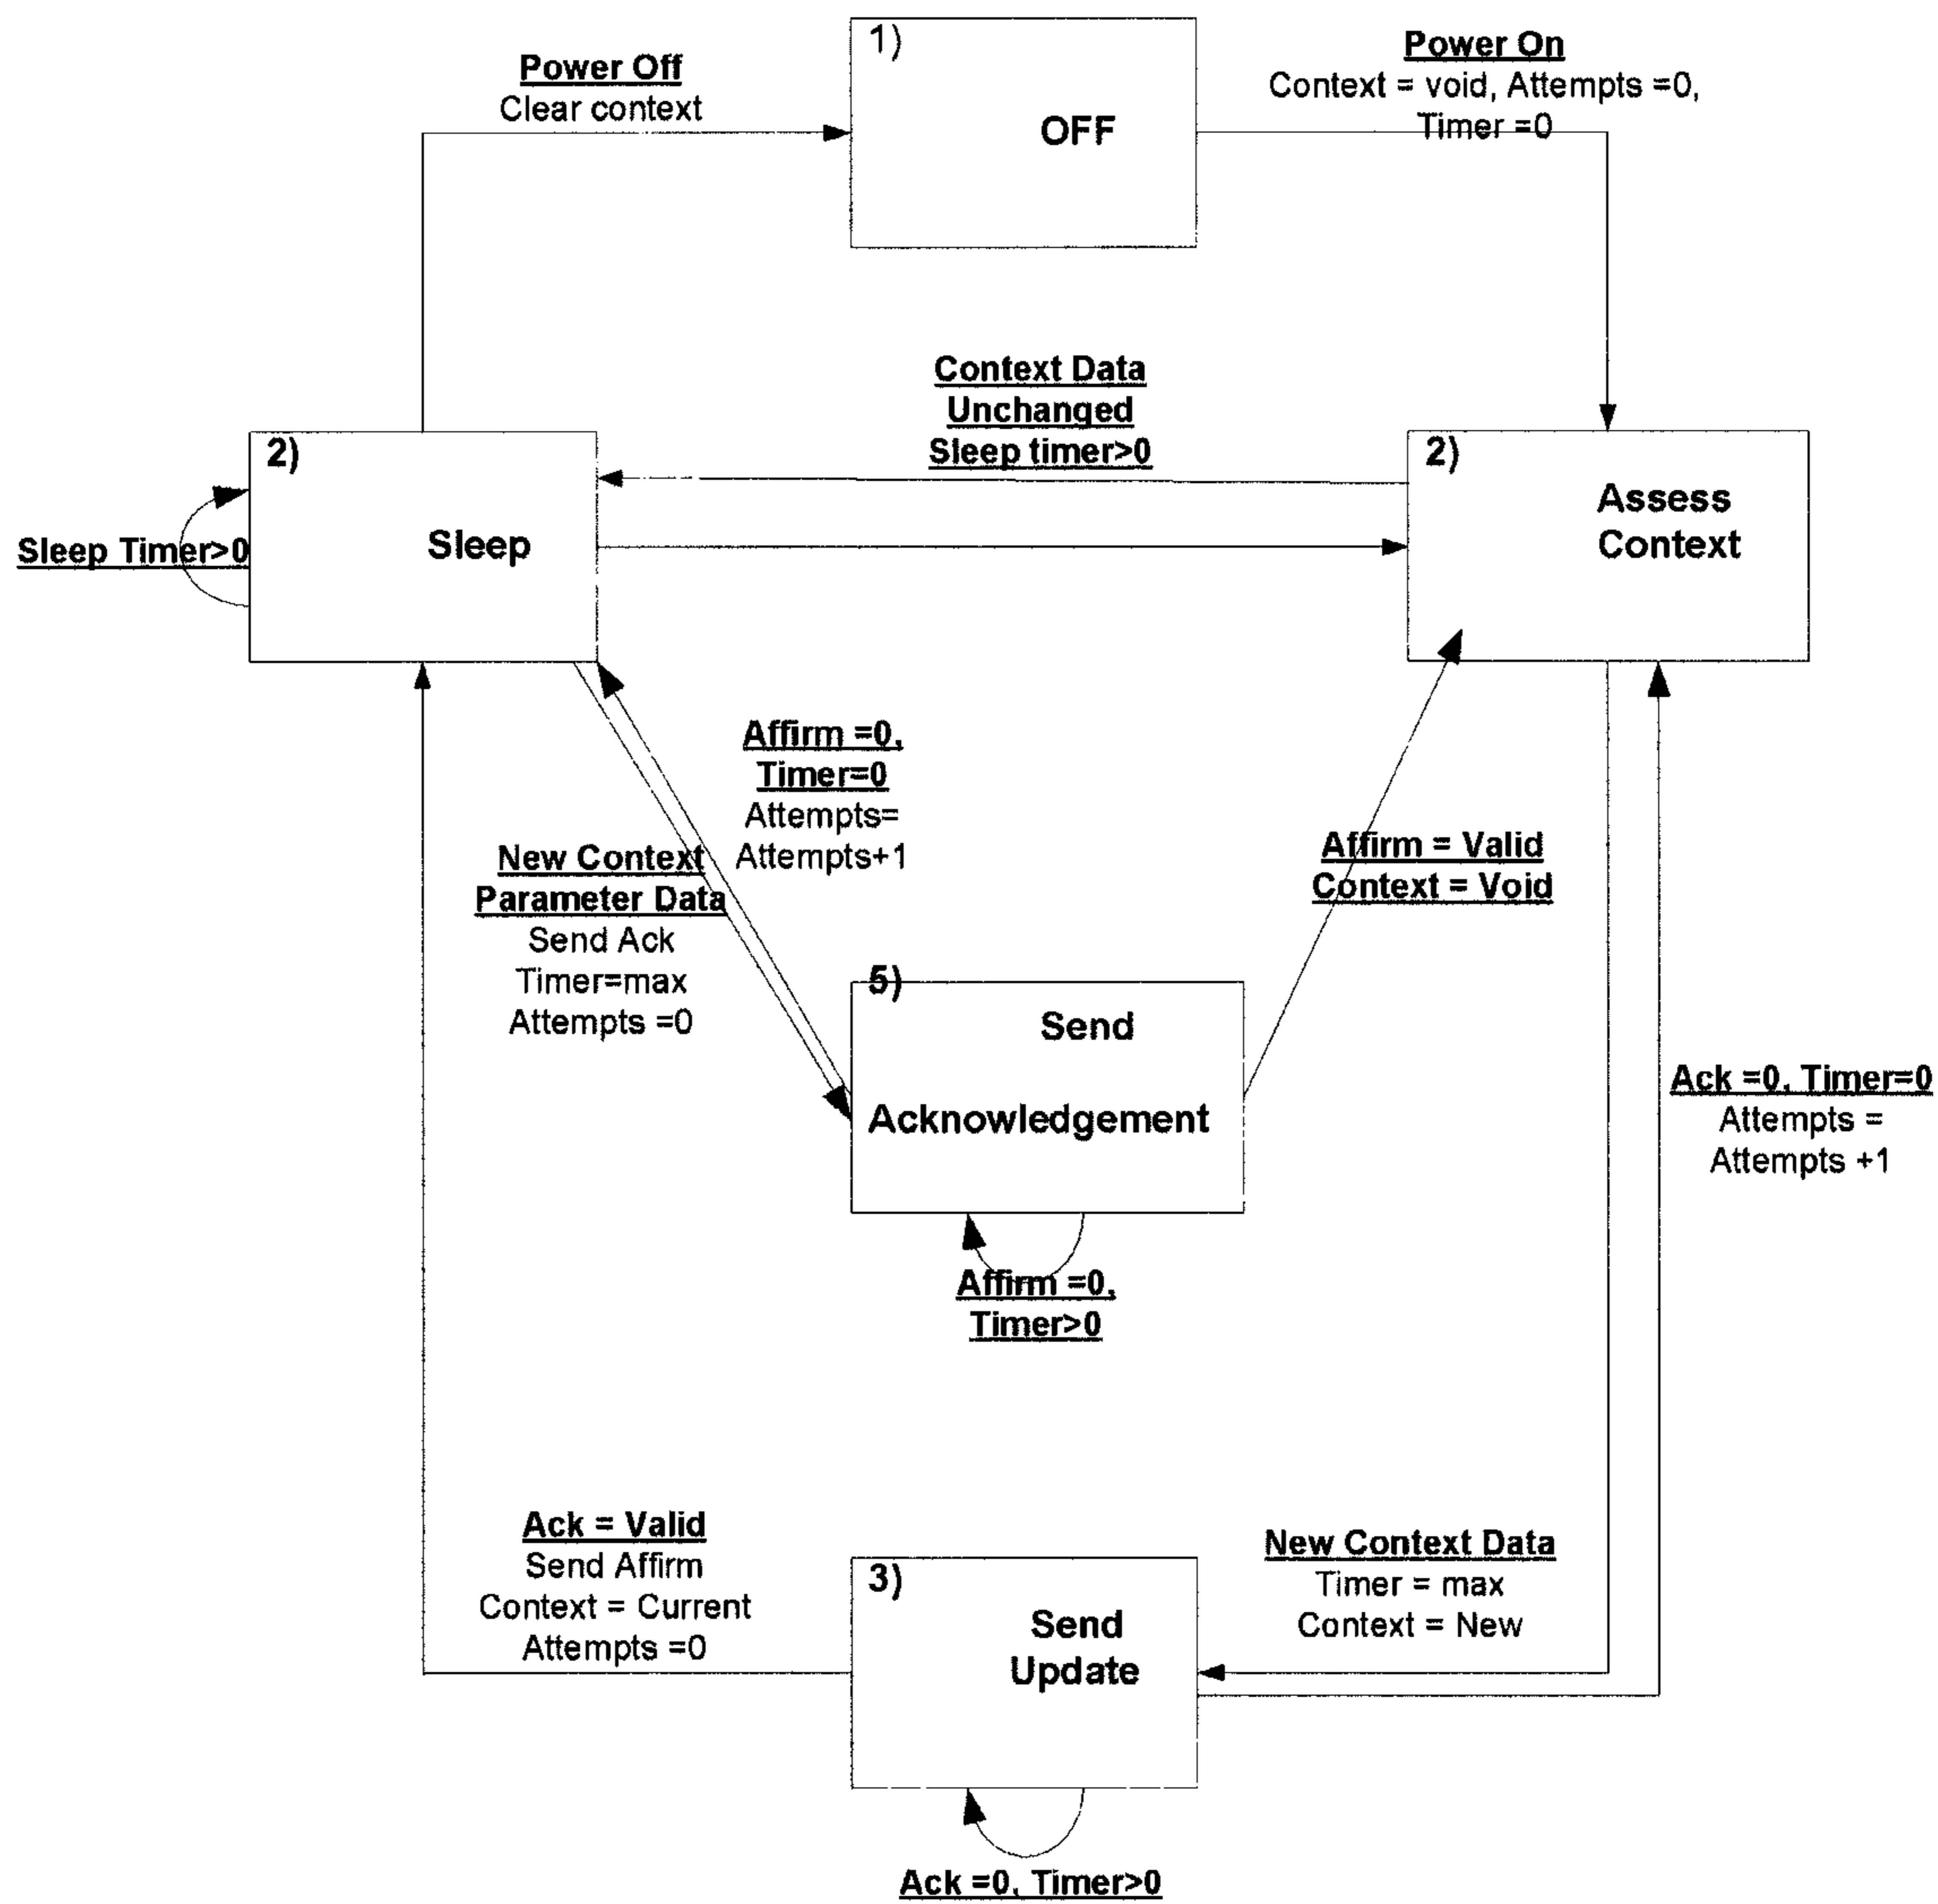 1)
OFF
Power Off
Clear context
Power On
Context = void, Attempts =0,
Timer =0
Context Data
Unchanged
Sleep timer>0
2)
Sleep
Sleep Timer>0
2)
Assess
Context
Affirm =0,
Timer=0
Attempts=
Attempts+1
New Context
Parameter Data
Send Ack
Timer=max
Attempts =0
Affirm = Valid
Context = Void
5)
Send
Acknowledgement
Affirm =0,
Timer>0
Ack =0, Timer=0
Attempts =
Attempts +1
Ack = Valid
Send Affirm
Context = Current
Attempts =0
3)
Send
Update
New Context Data
Timer = max
Context = New
Ack =0, Timer>0